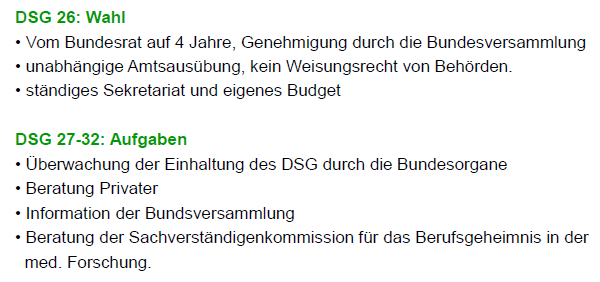 DSG 26: Wahl
• Vom Bundesrat auf 4 Jahre, Genehmigung durch die Bundesversammlung
• unabhängige Amtsausübung, kein Weisungsrecht von Behörden.
• ständiges Sekretariat und eigenes Budget
DSG 27-32: Aufgaben
• Überwachung der Einhaltung des DSG durch die Bundesorgane
• Beratung Privater
• Information der Bundsversammlung
• Beratung der Sachverständigenkommission für das Berufsgeheimnis in der
med. Forschung.